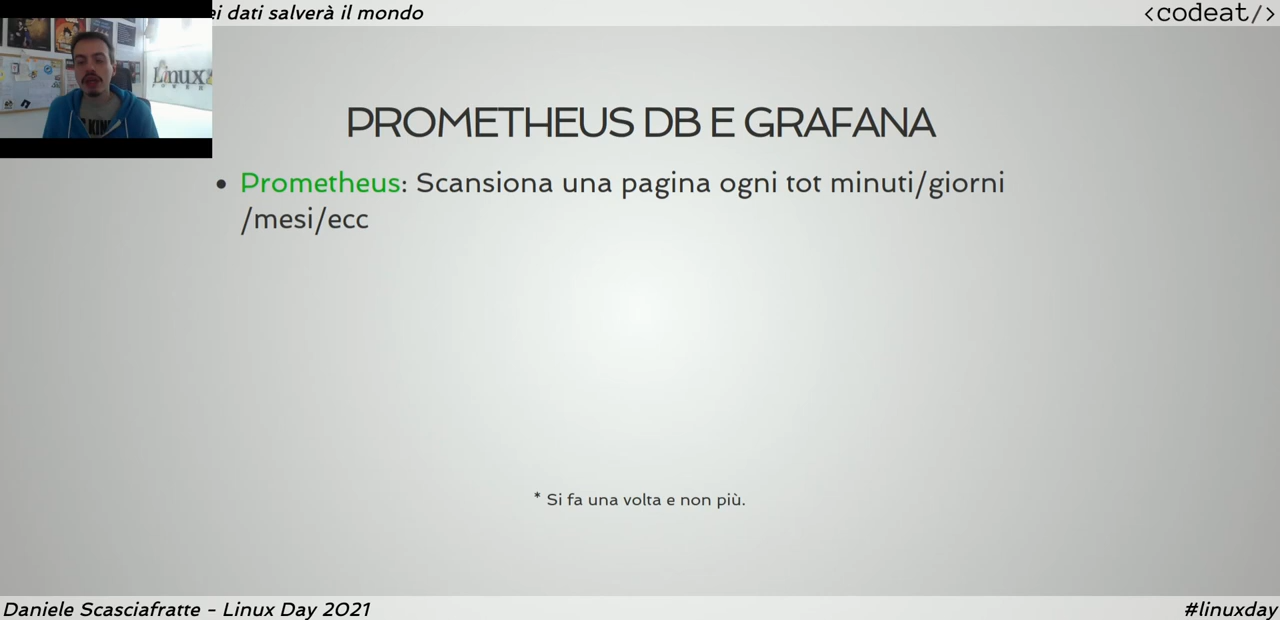 ei dati salverà il mondo
<codeat/>
Linux
PROMETHEUS DB E GRAFANA
• Prometheus: Scansiona una pagina ogni tot minuti/giorni
/mesi/ecc
* Si fa una volta e non più.
Daniele Scasciafratte - Linux Day 2021
#linuxday